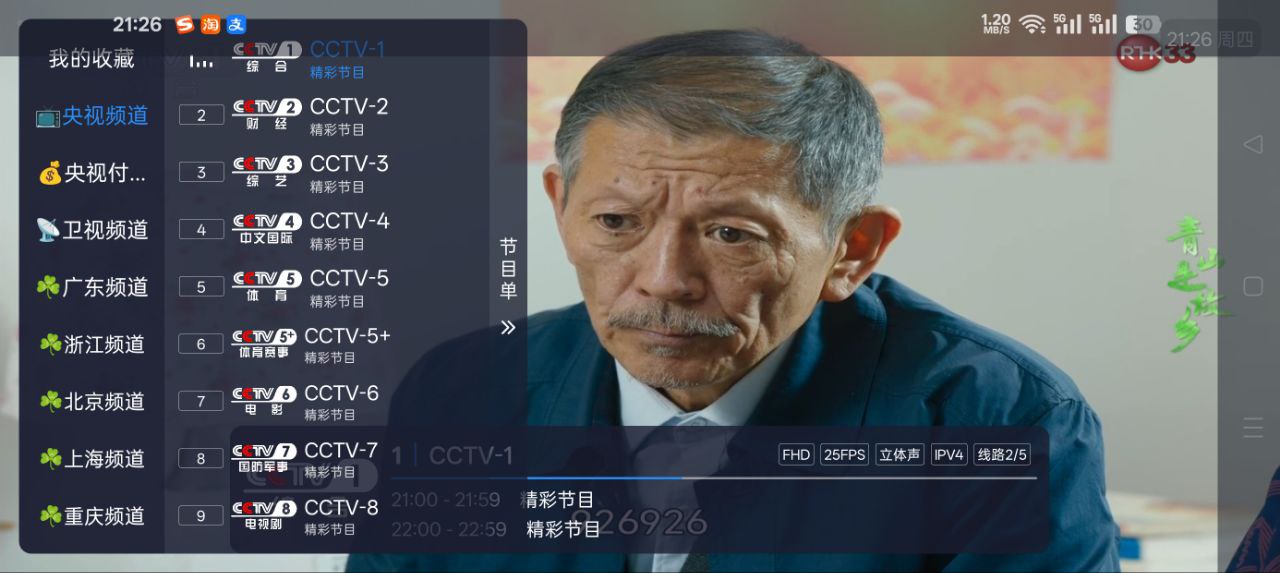 21:26
1.20
MB/S
5G
5G
30
21:26 周四
RTHK 33
我的收藏
央视频道
央视付...
卫视频道
广东频道
浙江频道
北京频道
上海频道
重庆频道
CCTV 1 综合
CCTV-1
精彩节目
2
CCTV 2 财经
CCTV-2
精彩节目
3
CCTV 3 综艺
CCTV-3
精彩节目
4
CCTV 4 中文国际
CCTV-4
精彩节目
5
CCTV 5 体育
CCTV-5
精彩节目
6
CCTV 5+ 体育赛事
CCTV-5+
精彩节目
7
CCTV 6 电影
CCTV-6
精彩节目
8
CCTV 7 国防军事
CCTV-7
精彩节目
9
CCTV 8 电视剧
CCTV-8
精彩节目
节目单
青山是故乡
1 CCTV-1
FHD 25FPS 立体声 IPV4 线路2/5
21:00 - 21:59 精彩节目
22:00 - 22:59 精彩节目
926926